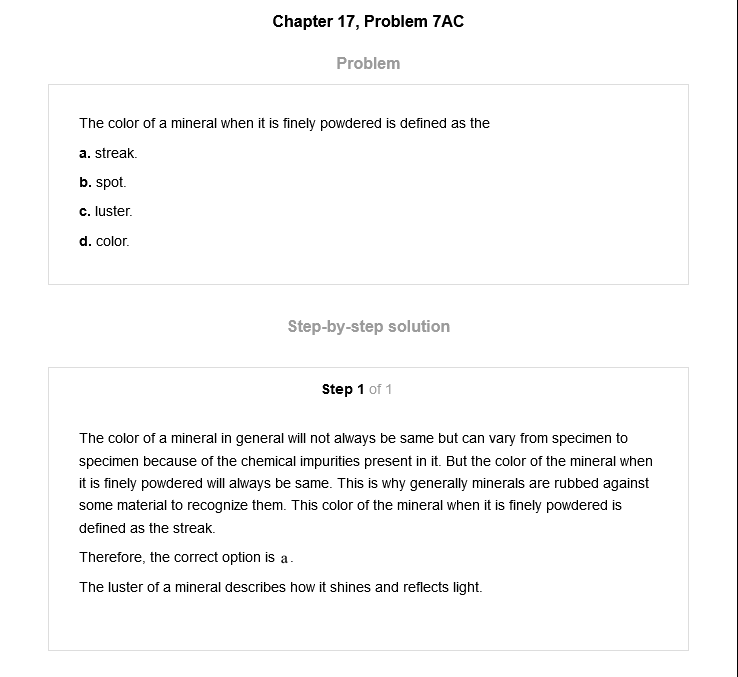 Chapter 17, Problem 7AC
Problem
The color of a mineral when it is finely powdered is defined as the
a. streak.
b. spot.
c. luster.
d. color.
Step-by-step solution
Step 1 of 1
The color of a mineral in general will not always be same but can vary from specimen to
specimen because of the chemical impurities present in it. But the color of the mineral when
it is finely powdered will always be same. This is why generally minerals are rubbed against
some material to recognize them. This color of the mineral when it is finely powdered is
defined as the streak.
Therefore, the correct option is a.
The luster of a mineral describes how it shines and reflects light.